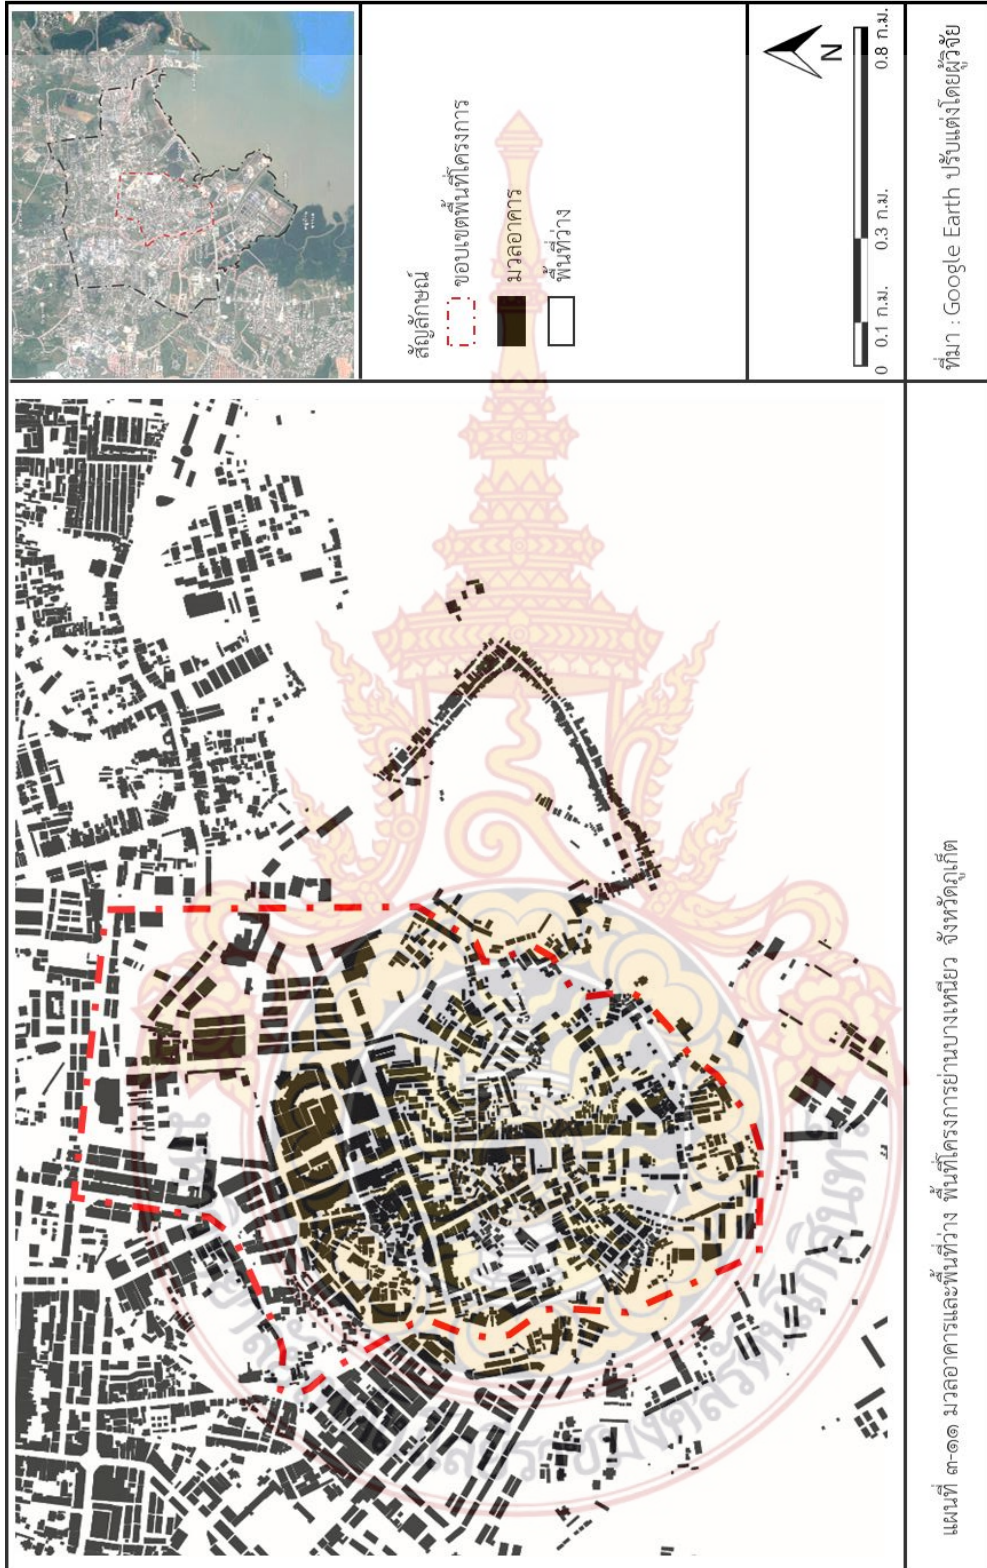 สัญลักษณ์
ขอบเขตพื้นที่โครงการ
มวลอาคาร
พื้นที่ว่าง
N
0 0.1 ก.ม. 0.3 ก.ม. 0.8 ก.ม.
ที่มา : Google Earth ปรับแต่งโดยผู้วิจัย
แผนที่ ๓-๑๑ มวลอาคารและพื้นที่ว่าง พื้นที่โครงการย่านบางเหนียว จังหวัดภูเก็ต